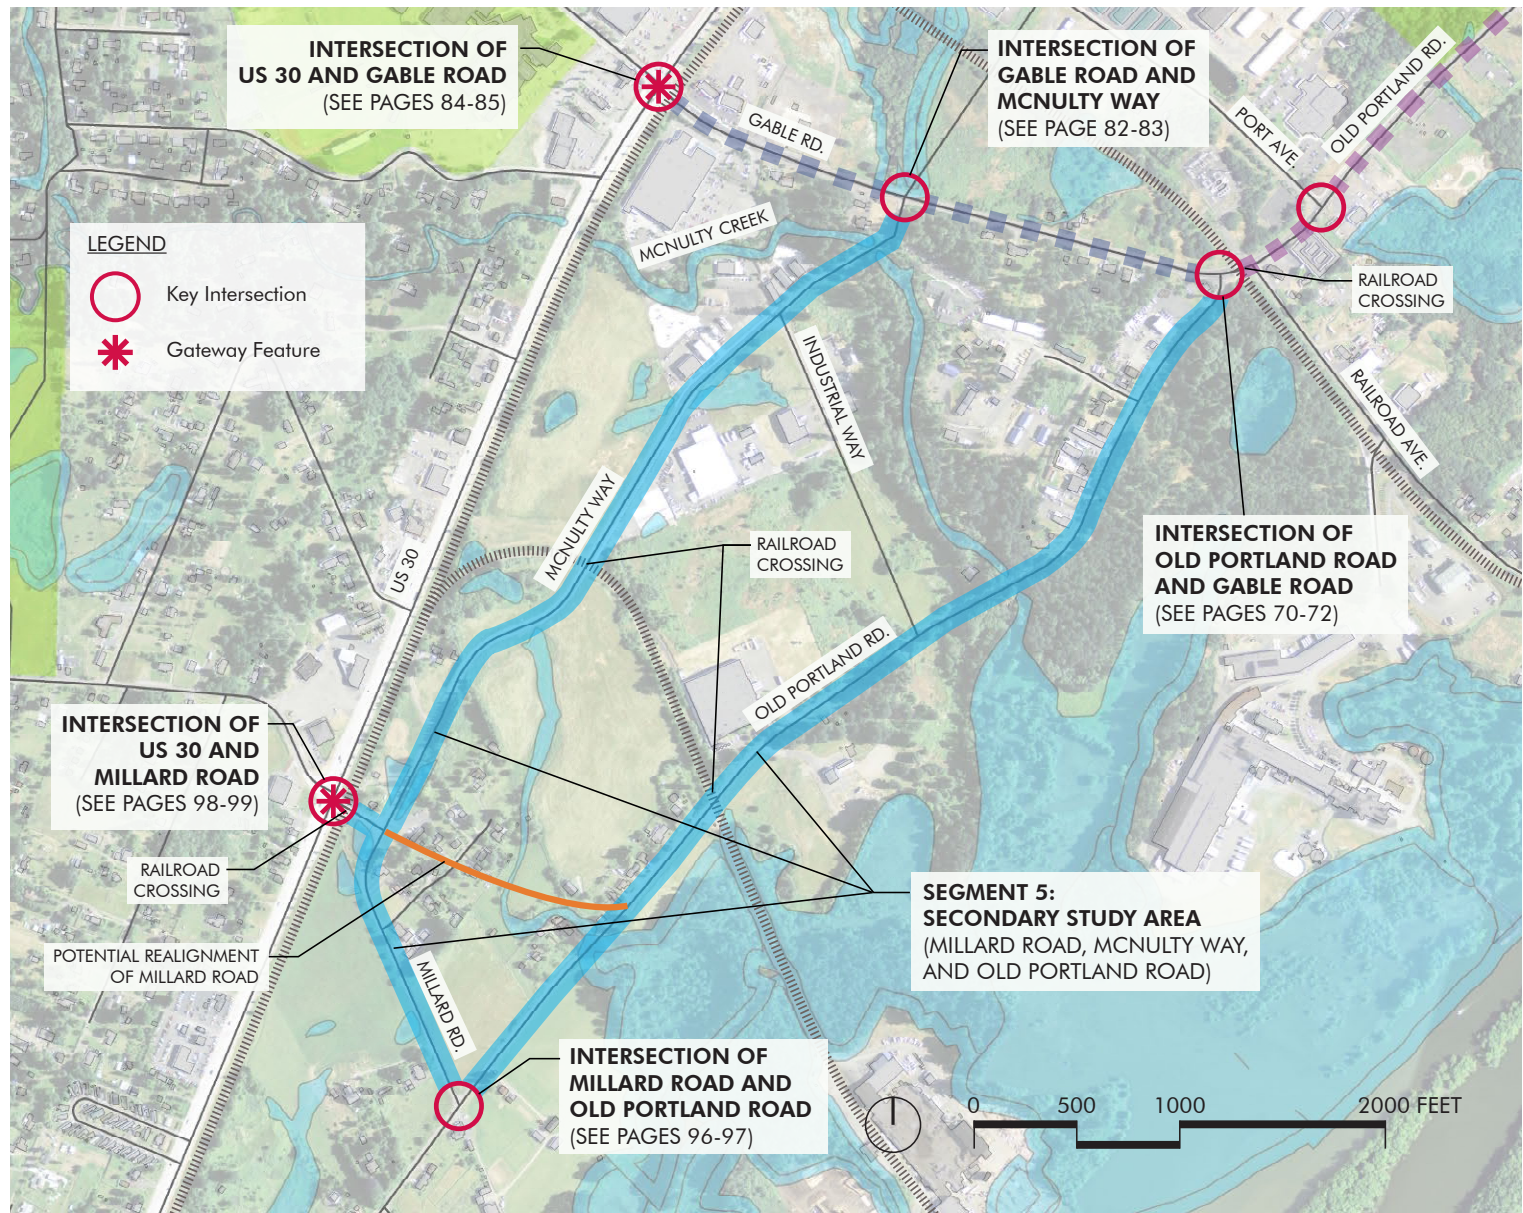 INTERSECTION OF
US 30 AND GABLE ROAD
(SEE PAGES 84-85)
INTERSECTION OF
GABLE ROAD AND
MCNULTY WAY
(SEE PAGE 82-83)
OLD PORTLAND RD.
PORT AVE.
GABLE RD.
MCNULTY CREEK
LEGEND
Key Intersection
Gateway Feature
RAILROAD
CROSSING
INDUSTRIAL WAY
RAILROAD AVE.
MCNULTY WAY
US 30
RAILROAD
CROSSING
INTERSECTION OF
OLD PORTLAND ROAD
AND GABLE ROAD
(SEE PAGES 70-72)
OLD PORTLAND RD.
INTERSECTION OF
US 30 AND
MILLARD ROAD
(SEE PAGES 98-99)
RAILROAD
CROSSING
POTENTIAL REALIGNMENT
OF MILLARD ROAD
MILLARD RD.
SEGMENT 5:
SECONDARY STUDY AREA
(MILLARD ROAD, MCNULTY WAY,
AND OLD PORTLAND ROAD)
INTERSECTION OF
MILLARD ROAD AND
OLD PORTLAND ROAD
(SEE PAGES 96-97)
0 500 1000 2000 FEET